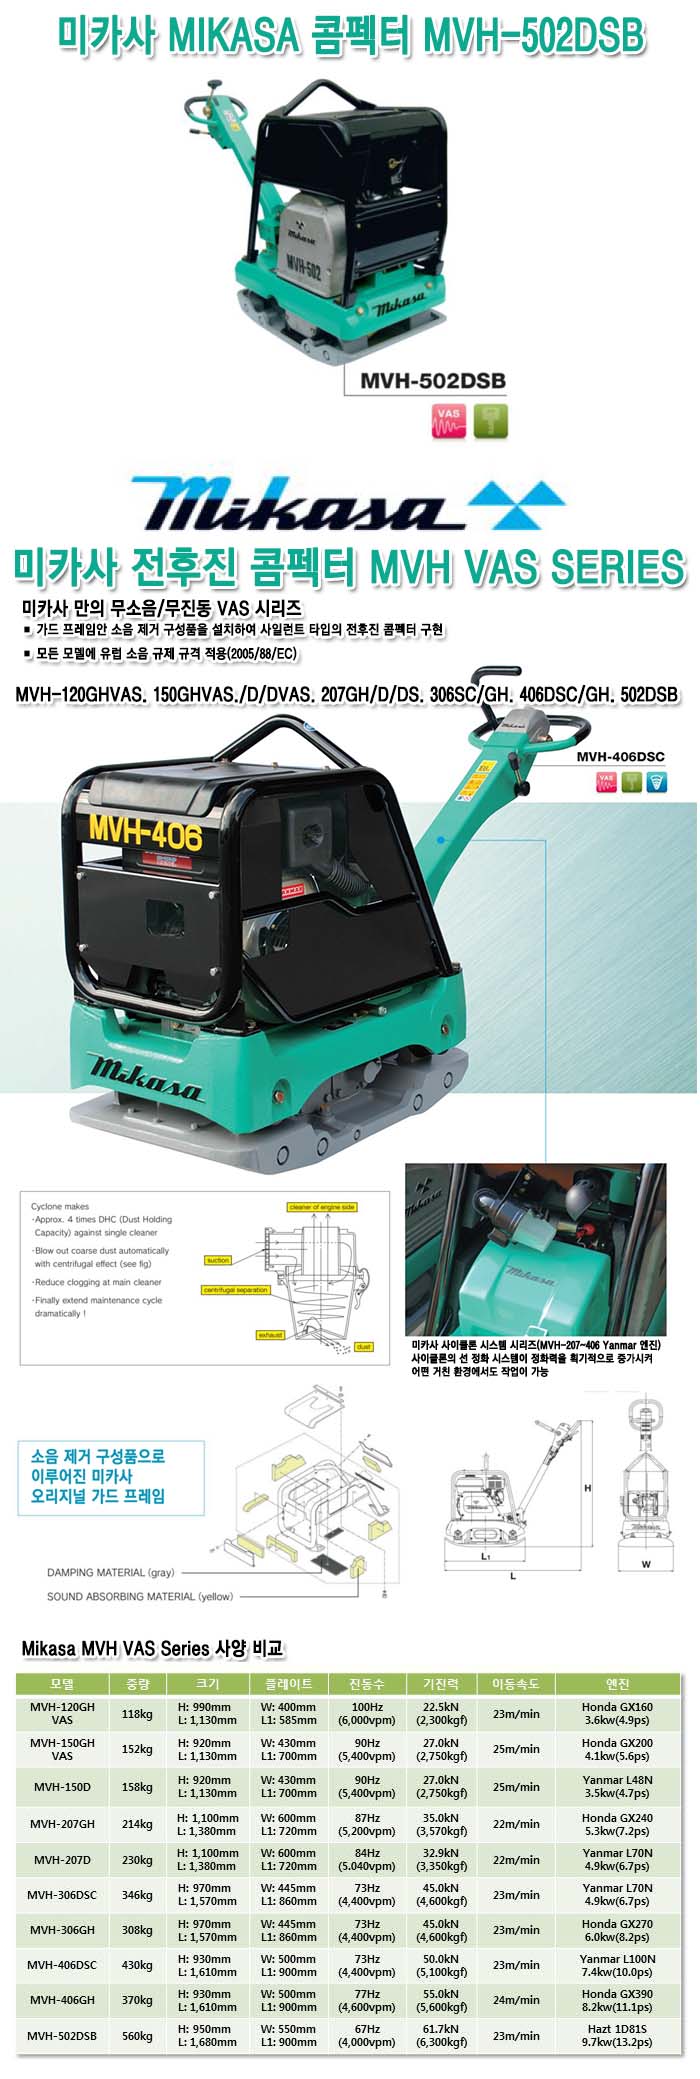 미카사 MIKASA 콤펙터 MVH-502DSB
mikasa
MVH-502
mikasa
MVH-502DSB
VAS
mikasa
미카사 전후진 콤펙터 MVH VAS SERIES
미카사 만의 무소음/무진동 VAS 시리즈
■ 가드 프레임안 소음 제거 구성품을 설치하여 사일런트 타입의 전후진 콤펙터 구현
■ 모든 모델에 유럽 소음 규제 규격 적용(2005/88/EC)
MVH-120GHVAS. 150GHVAS./D/DVAS. 207GH/D/DS. 306SC/GH. 406DSC/GH. 502DSB
MVH-406DSC
VAS
MVH-406
mikasa
Cyclone makes
·Approx. 4 times DHC (Dust Holding
Capacity) against single cleaner
·Blow out coarse dust automatically
with centrifugal effect (see fig)
·Reduce clogging at main cleaner
·Finally extend maintenance cycle
dramatically !
cleaner of engine side
suction
centrifugal separation
exhaust
dust
mikasa
미카사 사이클론 시스템 시리즈(MVH-207~406 Yanmar 엔진)
사이클론의 선 정화 시스템이 정화력을 획기적으로 증가시켜
어떤 거친 환경에서도 작업이 가능
소음 제거 구성품으로
이루어진 미카사
오리지널 가드 프레임
DAMPING MATERIAL (gray)
SOUND ABSORBING MATERIAL (yellow)
mikasa
mikasa
H
L1
L
W
Mikasa MVH VAS Series 사양 비교
모델 중량 크기 플레이트 진동수 기진력 이동속도 엔진
MVH-120GH VAS 118kg H: 990mm L: 1,130mm W: 400mm L1: 585mm 100Hz (6,000vpm) 22.5kN (2,300kgf) 23m/min Honda GX160 3.6kw(4.9ps)
MVH-150GH VAS 152kg H: 920mm L: 1,130mm W: 430mm L1: 700mm 90Hz (5,400vpm) 27.0kN (2,750kgf) 25m/min Honda GX200 4.1kw(5.6ps)
MVH-150D 158kg H: 920mm L: 1,130mm W: 430mm L1: 700mm 90Hz (5,400vpm) 27.0kN (2,750kgf) 25m/min Yanmar L48N 3.5kw(4.7ps)
MVH-207GH 214kg H: 1,100mm L: 1,380mm W: 600mm L1: 720mm 87Hz (5,200vpm) 35.0kN (3,570kgf) 22m/min Honda GX240 5.3kw(7.2ps)
MVH-207D 230kg H: 1,100mm L: 1,380mm W: 600mm L1: 720mm 84Hz (5.040vpm) 32.9kN (3,350kgf) 22m/min Yanmar L70N 4.9kw(6.7ps)
MVH-306DSC 346kg H: 970mm L: 1,570mm W: 445mm L1: 860mm 73Hz (4,400vpm) 45.0kN (4,600kgf) 23m/min Yanmar L70N 4.9kw(6.7ps)
MVH-306GH 308kg H: 970mm L: 1,570mm W: 445mm L1: 860mm 73Hz (4,400vpm) 45.0kN (4,600kgf) 23m/min Honda GX270 6.0kw(8.2ps)
MVH-406DSC 430kg H: 930mm L: 1,610mm W: 500mm L1: 900mm 73Hz (4,400vpm) 50.0kN (5,100kgf) 23m/min Yanmar L100N 7.4kw(10.0ps)
MVH-406GH 370kg H: 930mm L: 1,610mm W: 500mm L1: 900mm 77Hz (4,600vpm) 55.0kN (5,600kgf) 24m/min Honda GX390 8.2kw(11.1ps)
MVH-502DSB 560kg H: 950mm L: 1,680mm W: 550mm L1: 900mm 67Hz (4,000vpm) 61.7kN (6,300kgf) 23m/min Hazt 1D81S 9.7kw(13.2ps)